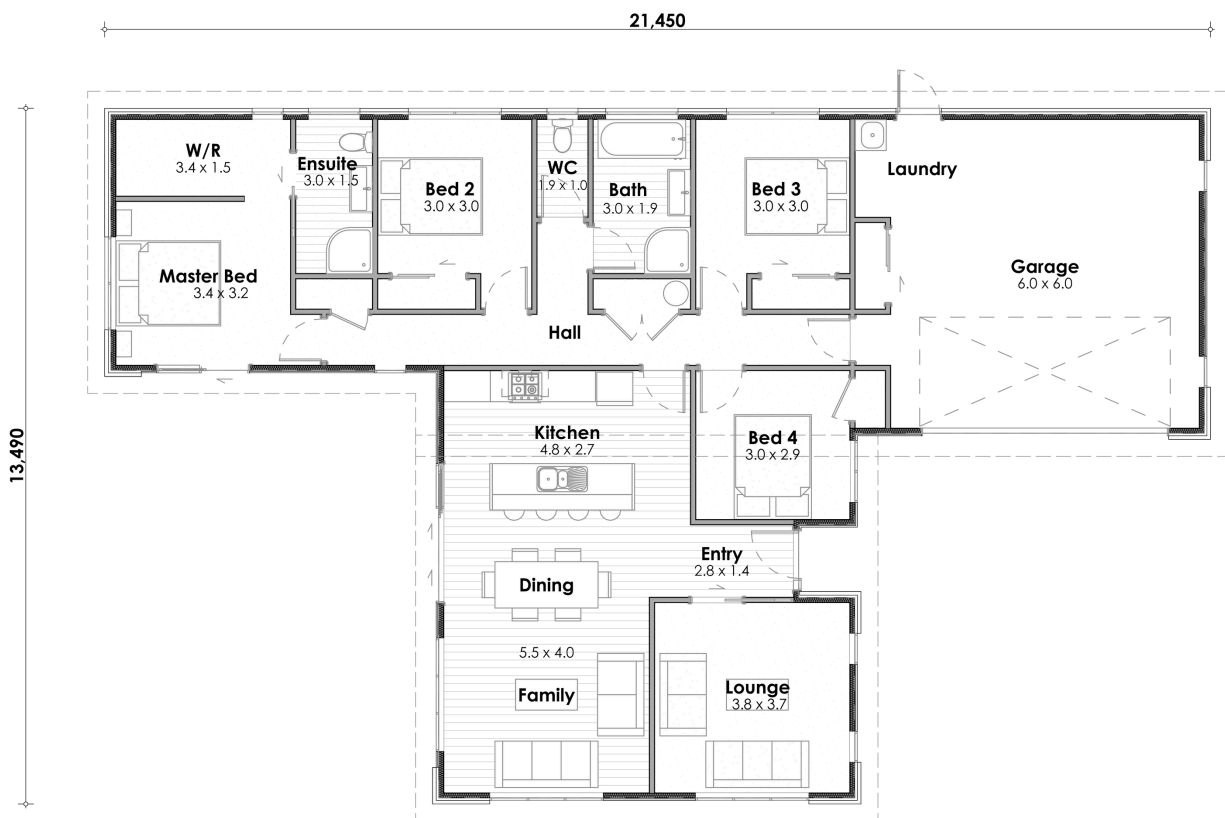 21,450
13,490
W/R
3.4 x 1.5
Ensuite
3.0 x 1.5
Bed 2
3.0 x 3.0
WC
1.9 x 1.0
Bath
3.0 x 1.9
Bed 3
3.0 x 3.0
Laundry
Master Bed
3.4 x 3.2
Garage
6.0 x 6.0
Hall
Kitchen
4.8 x 2.7
Bed 4
3.0 x 2.9
Entry
2.8 x 1.4
Dining
5.5 x 4.0
Family
Lounge
3.8 x 3.7